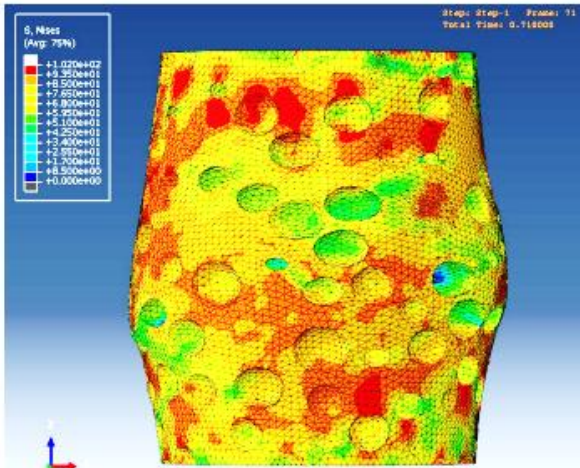 S, Mises
(Avg: 75%)
+1.020e+02
+9.350e+01
+8.500e+01
+7.650e+01
+6.800e+01
+5.950e+01
+5.100e+01
+4.250e+01
+3.400e+01
+2.550e+01
+1.700e+01
+8.500e+00
+0.000e+00
Step: Step-1 Frame: 71
Total Time: 0.710005